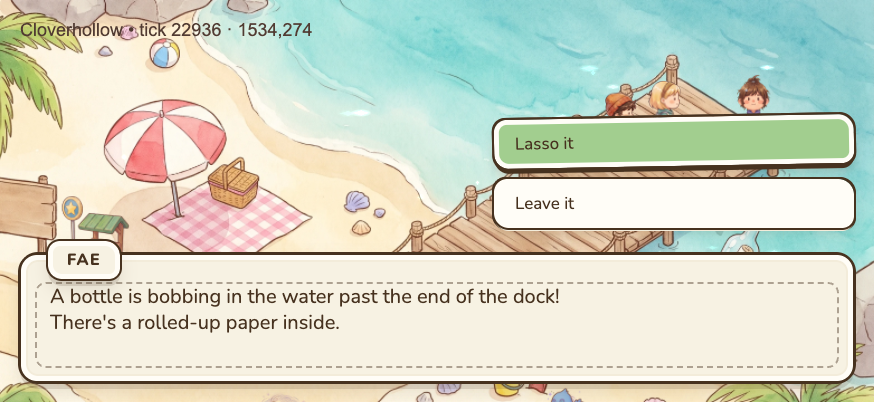 Cloverhollow • tick 22936 · 1534,274
Lasso it
Leave it
FAE
A bottle is bobbing in the water past the end of the dock!
There's a rolled-up paper inside.